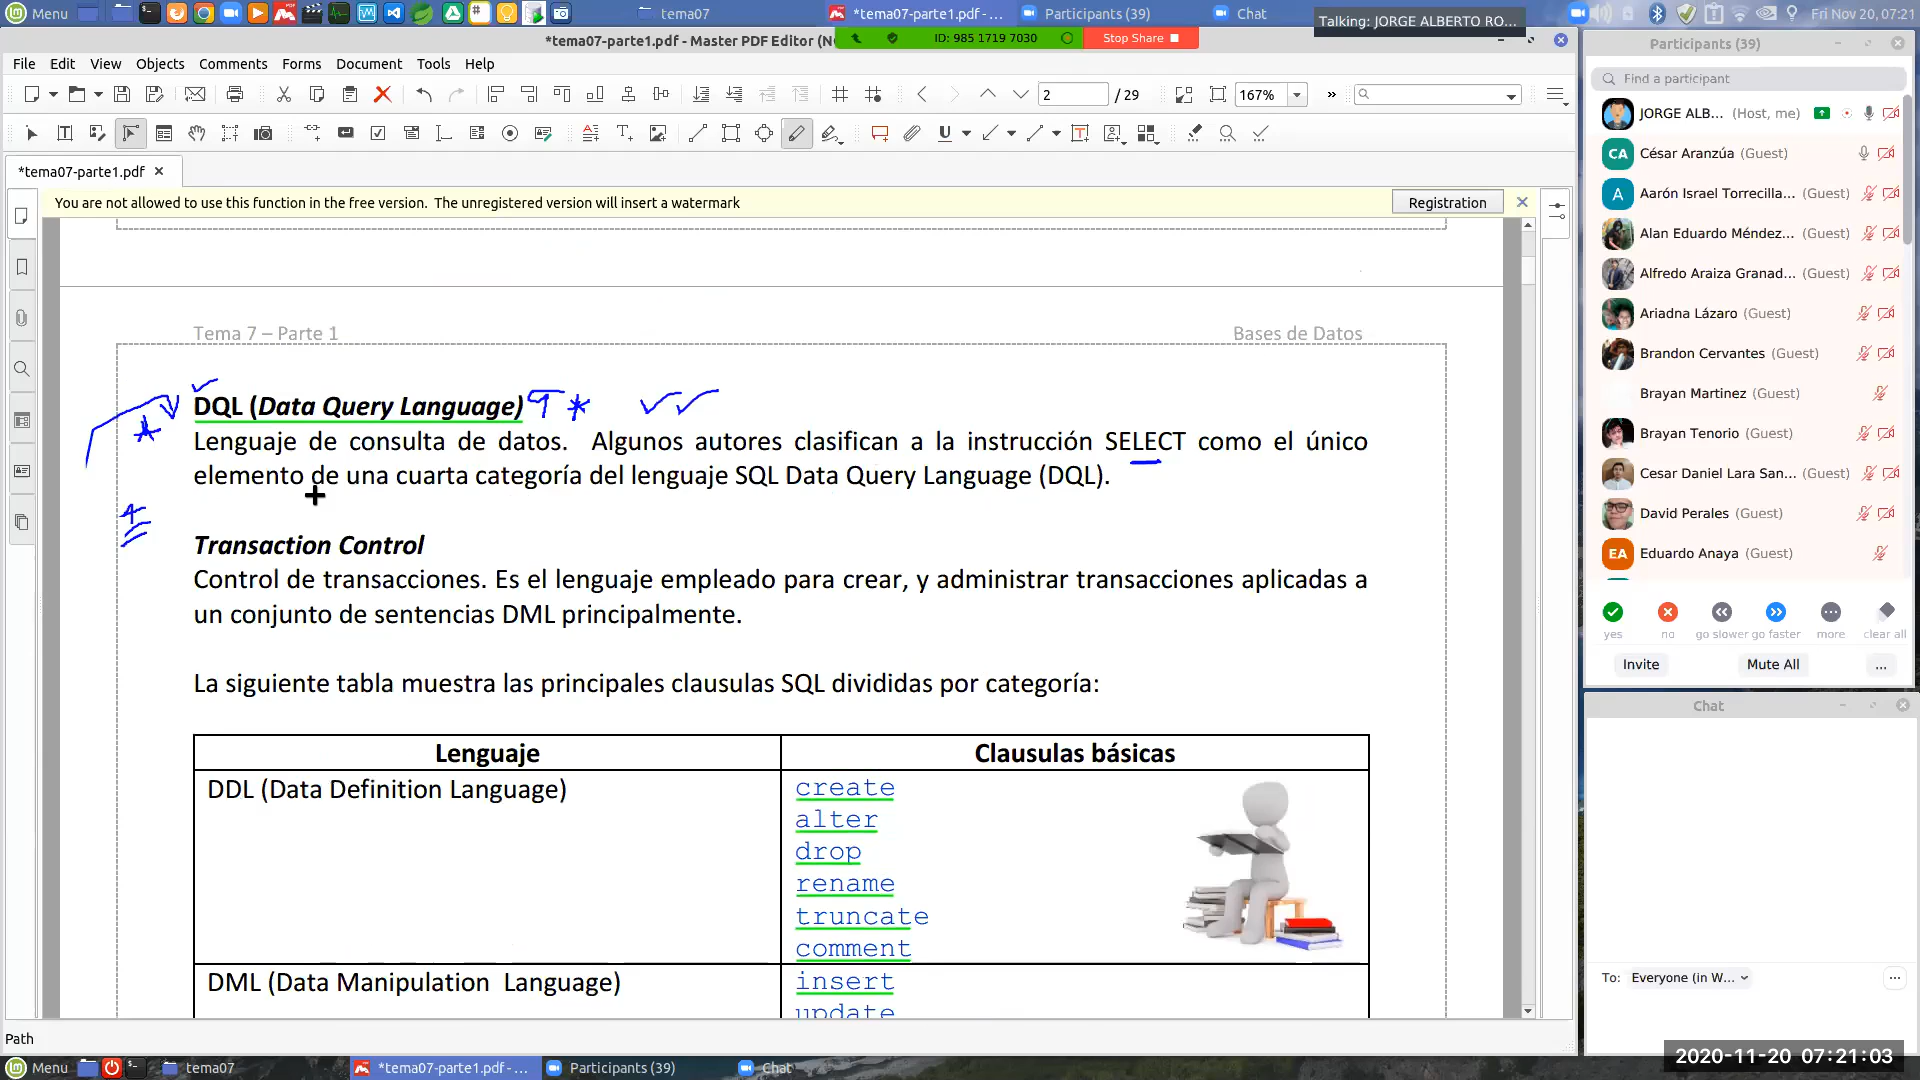 Menu
tema07
*tema07-parte1.pdf - ...
Participants (39)
Chat
Talking: JORGE ALBERTO RO...
Fri Nov 20, 07:21
*tema07-parte1.pdf - Master PDF Editor (N
ID: 985 1719 7030
Stop Share
File Edit View Objects Comments Forms Document Tools Help
2 / 29
167%
*tema07-parte1.pdf
You are not allowed to use this function in the free version. The unregistered version will insert a watermark
Registration
Tema 7 – Parte 1
Bases de Datos
DQL (Data Query Language)
Lenguaje de consulta de datos. Algunos autores clasifican a la instrucción SELECT como el único
elemento de una cuarta categoría del lenguaje SQL Data Query Language (DQL).
Transaction Control
Control de transacciones. Es el lenguaje empleado para crear, y administrar transacciones aplicadas a
un conjunto de sentencias DML principalmente.
La siguiente tabla muestra las principales clausulas SQL divididas por categoría:
Lenguaje
Clausulas básicas
DDL (Data Definition Language)
create
alter
drop
rename
truncate
comment
DML (Data Manipulation Language)
insert
update
Path
Participants (39)
Find a participant
JORGE ALB... (Host, me)
CA César Aranzúa (Guest)
A Aarón Israel Torrecilla... (Guest)
Alan Eduardo Méndez... (Guest)
Alfredo Araiza Granad... (Guest)
Ariadna Lázaro (Guest)
Brandon Cervantes (Guest)
Brayan Martinez (Guest)
Brayan Tenorio (Guest)
Cesar Daniel Lara San... (Guest)
David Perales (Guest)
EA Eduardo Anaya (Guest)
yes no go slower go faster more clear all
Invite Mute All ...
Chat
To: Everyone (in W...
Menu
tema07
*tema07-parte1.pdf - ...
Participants (39)
Chat
2020-11-20 07:21:03